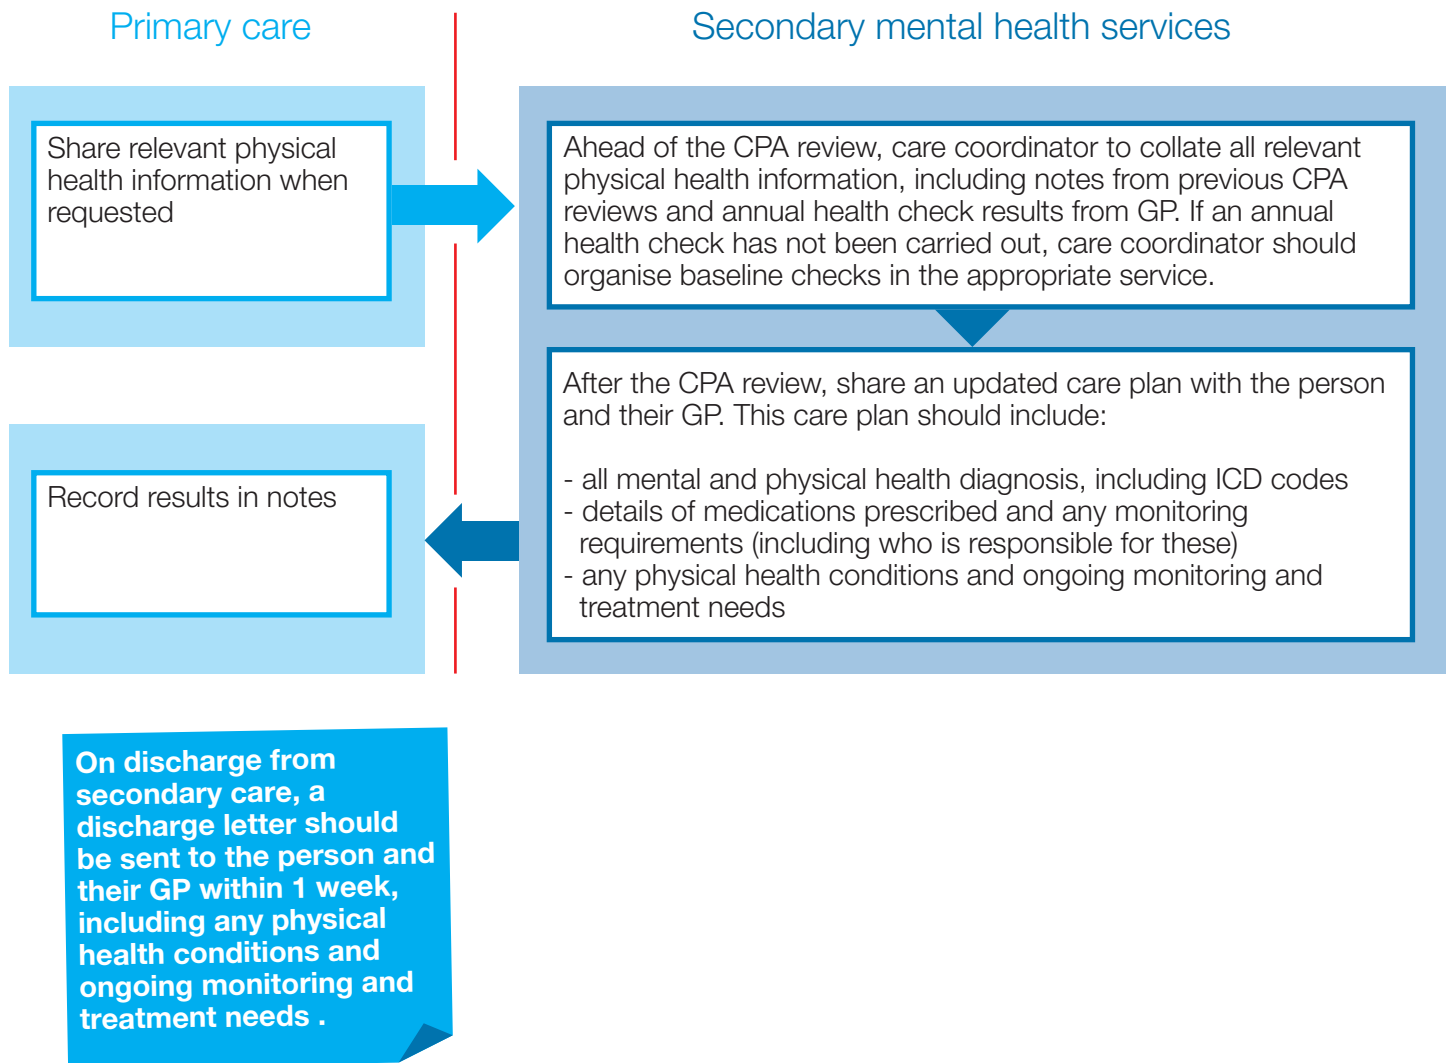 Primary care
Secondary mental health services
Share relevant physical
health information when
requested
Ahead of the CPA review, care coordinator to collate all relevant
physical health information, including notes from previous CPA
reviews and annual health check results from GP. If an annual
health check has not been carried out, care coordinator should
organise baseline checks in the appropriate service.
After the CPA review, share an updated care plan with the person
and their GP. This care plan should include:
- all mental and physical health diagnosis, including ICD codes
- details of medications prescribed and any monitoring
requirements (including who is responsible for these)
- any physical health conditions and ongoing monitoring and
treatment needs
Record results in notes
On discharge from
secondary care, a
discharge letter should
be sent to the person and
their GP within 1 week,
including any physical
health conditions and
ongoing monitoring and
treatment needs .